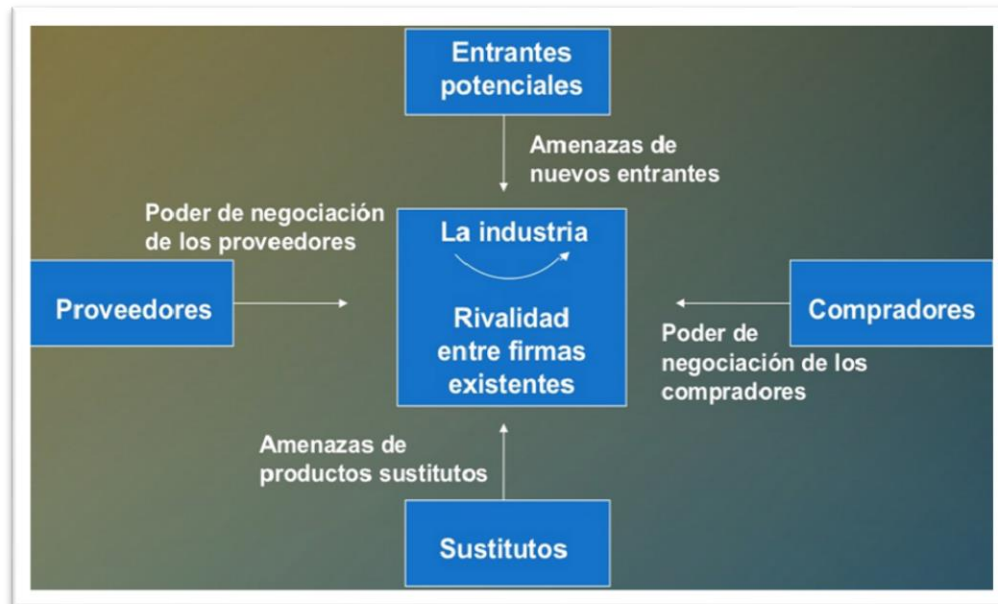 Entrantes
potenciales
Amenazas de
nuevos entrantes
Poder de negociación
de los proveedores
La industria
Proveedores
Rivalidad
entre firmas
existentes
Compradores
Poder de
negociación de los
compradores
Amenazas de
productos sustitutos
Sustitutos